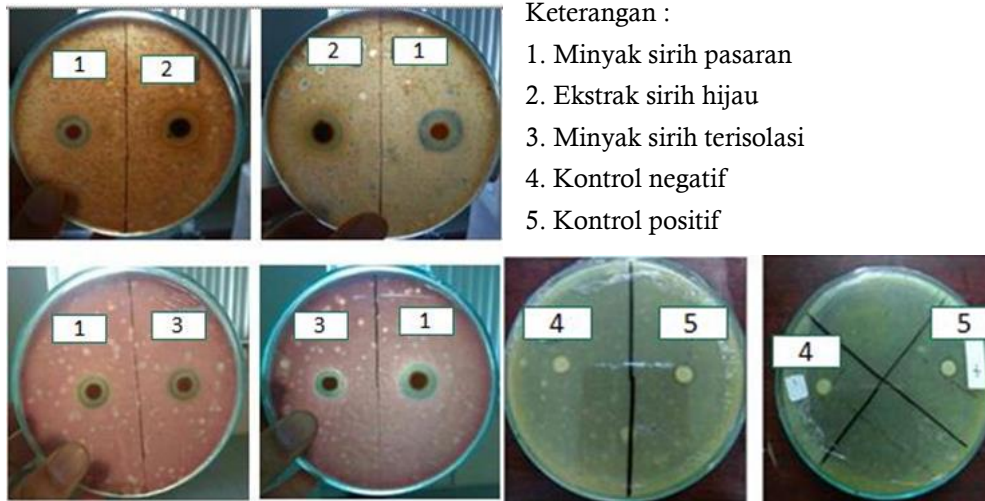 1
2
2
1
Keterangan :
1. Minyak sirih pasaran
2. Ekstrak sirih hijau
3. Minyak sirih terisolasi
4. Kontrol negatif
5. Kontrol positif
1
3
3
1
4
5
4
5